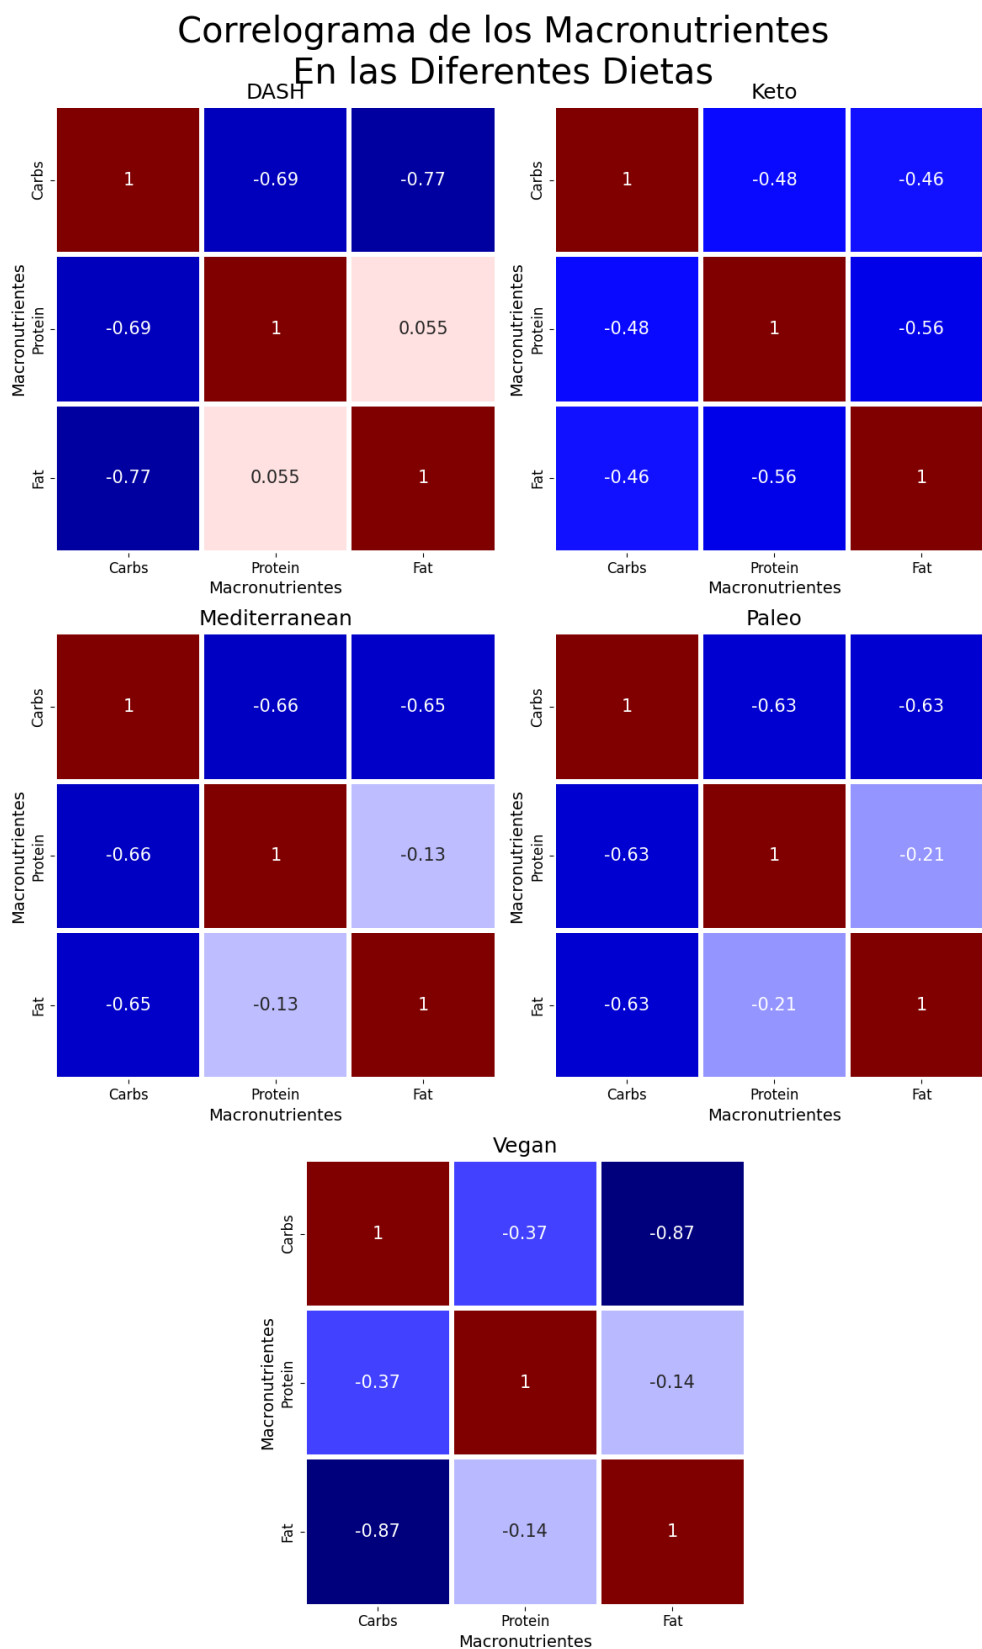 Correlograma de los Macronutrientes
En las Diferentes Dietas
DASH
Macronutrientes
Carbs
1
-0.69
-0.77
Protein
-0.69
1
0.055
Fat
-0.77
0.055
1
Carbs Protein Fat
Macronutrientes
Keto
Macronutrientes
Carbs
1
-0.48
-0.46
Protein
-0.48
1
-0.56
Fat
-0.46
-0.56
1
Carbs Protein Fat
Macronutrientes
Mediterranean
Macronutrientes
Carbs
1
-0.66
-0.65
Protein
-0.66
1
-0.13
Fat
-0.65
-0.13
1
Carbs Protein Fat
Macronutrientes
Paleo
Macronutrientes
Carbs
1
-0.63
-0.63
Protein
-0.63
1
-0.21
Fat
-0.63
-0.21
1
Carbs Protein Fat
Macronutrientes
Vegan
Macronutrientes
Carbs
1
-0.37
-0.87
Protein
-0.37
1
-0.14
Fat
-0.87
-0.14
1
Carbs Protein Fat
Macronutrientes